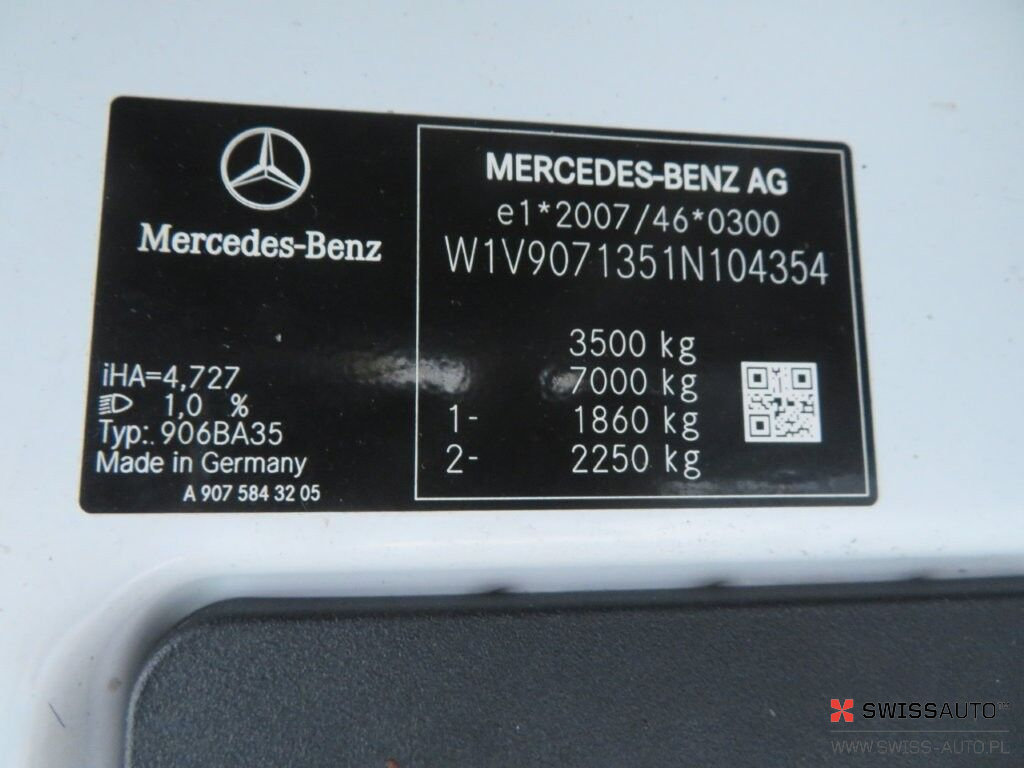 Mercedes-Benz
iHA=4,727
1,0 %
Typ:. 906BA35
Made in Germany
A 907 584 32 05
MERCEDES-BENZ AG
e1*2007/46*0300
W1V9071351N104354
3500 kg
7000 kg
1- 1860 kg
2- 2250 kg
SWISSAUTO
WWW.SWISS-AUTO.PL